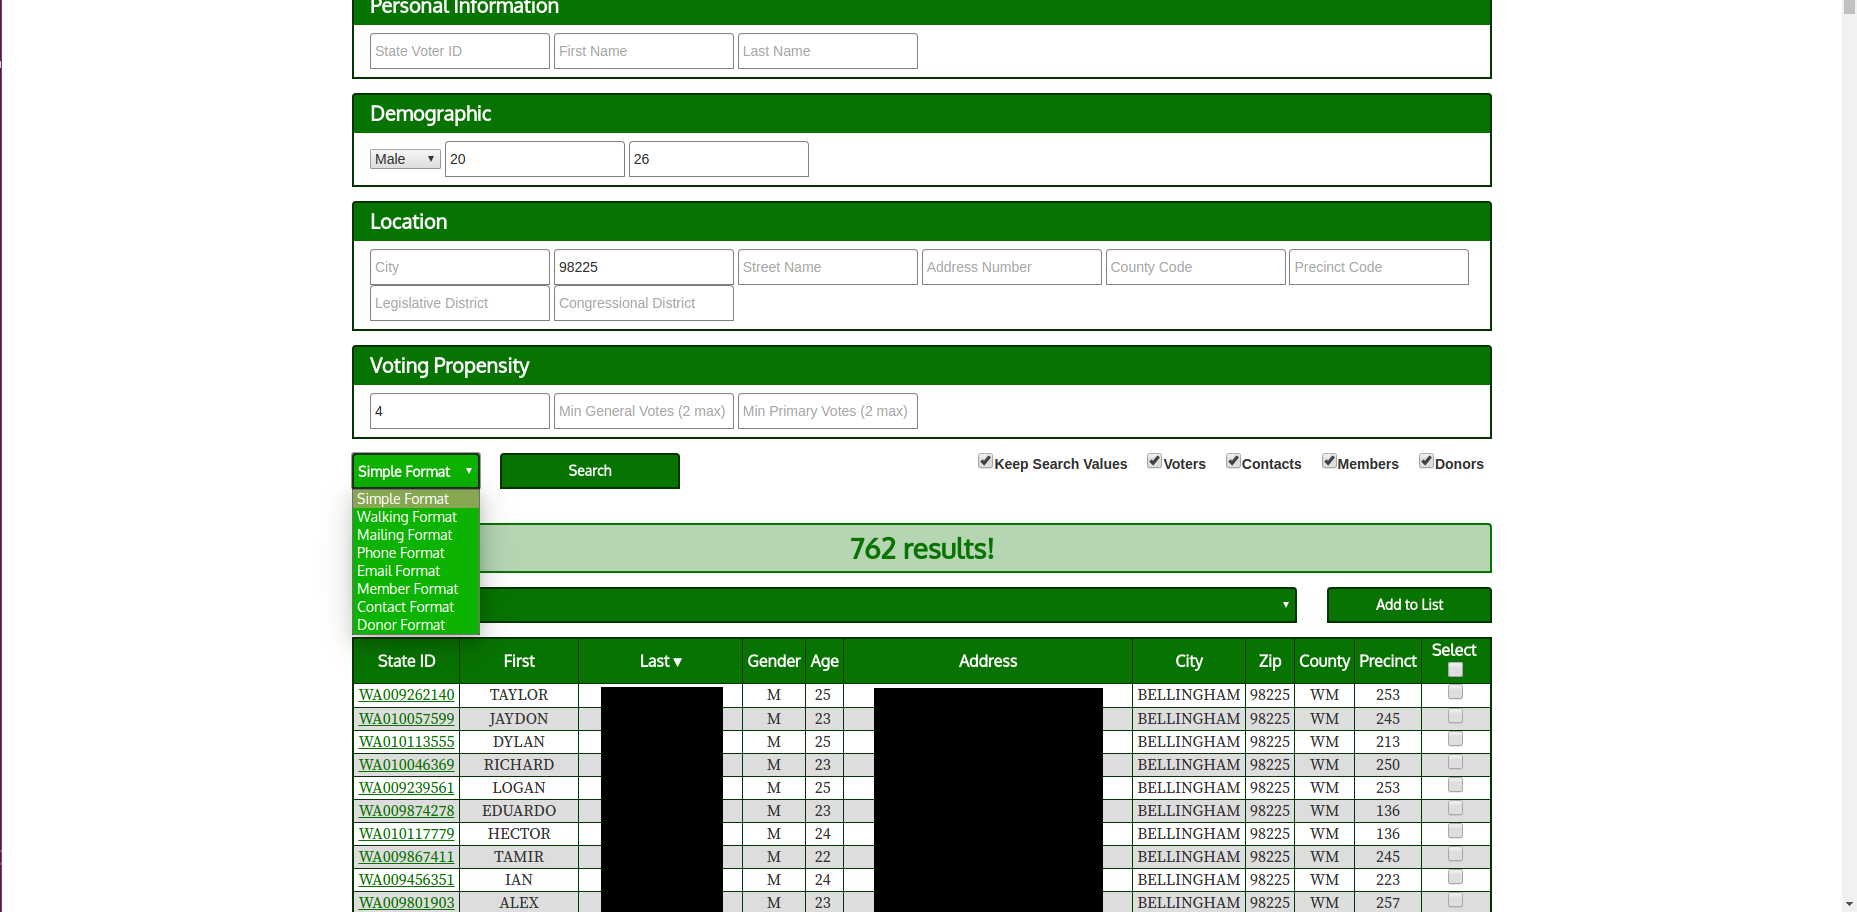 Personal Information
State Voter ID First Name Last Name
Demographic
Male 20 26
Location
City 98225 Street Name Address Number County Code Precinct Code
Legislative District Congressional District
Voting Propensity
4 Min General Votes (2 max) Min Primary Votes (2 max)
Simple Format Search Keep Search Values Voters Contacts Members Donors
Simple Format
Walking Format
Mailing Format
Phone Format
Email Format
Member Format
Contact Format
Donor Format
762 results!
Add to List
State ID First Last ▾ Gender Age Address City Zip County Precinct Select
WA009262140 TAYLOR M 25 BELLINGHAM 98225 WM 253
WA010057599 JAYDON M 23 BELLINGHAM 98225 WM 245
WA010113555 DYLAN M 25 BELLINGHAM 98225 WM 213
WA010046369 RICHARD M 23 BELLINGHAM 98225 WM 250
WA009239561 LOGAN M 25 BELLINGHAM 98225 WM 253
WA009874278 EDUARDO M 23 BELLINGHAM 98225 WM 136
WA010117779 HECTOR M 24 BELLINGHAM 98225 WM 136
WA009867411 TAMIR M 22 BELLINGHAM 98225 WM 245
WA009456351 IAN M 24 BELLINGHAM 98225 WM 223
WA009801903 ALEX M 23 BELLINGHAM 98225 WM 257